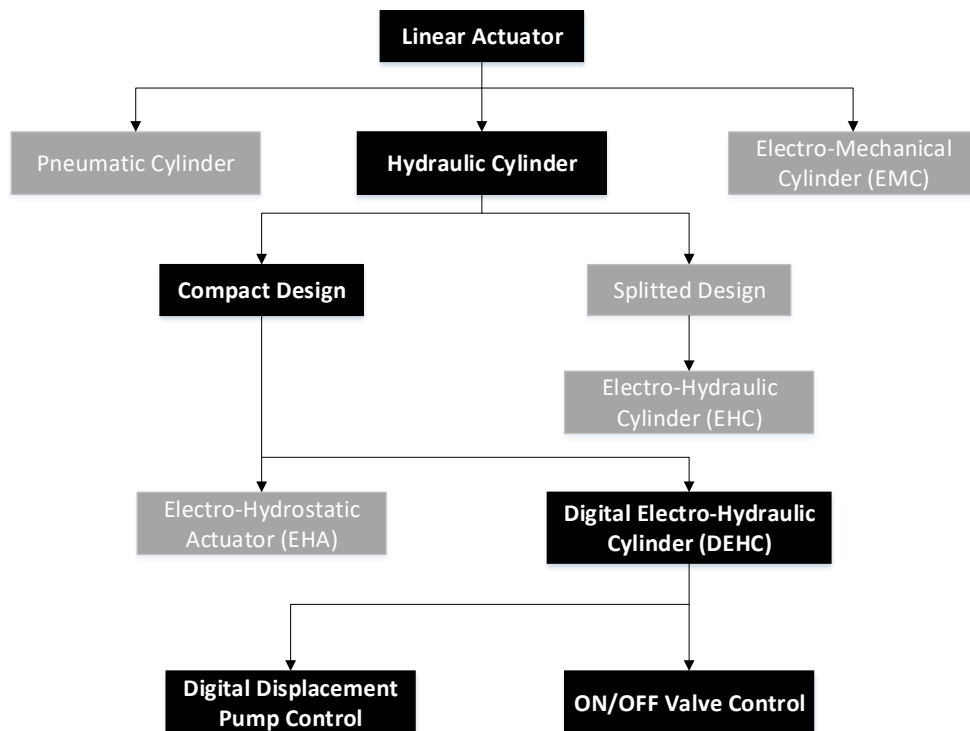 Linear Actuator
Pneumatic Cylinder
Hydraulic Cylinder
Electro-Mechanical
Cylinder (EMC)
Compact Design
Splitted Design
Electro-Hydraulic
Cylinder (EHC)
Electro-Hydrostatic
Actuator (EHA)
Digital Electro-Hydraulic
Cylinder (DEHC)
Digital Displacement
Pump Control
ON/OFF Valve Control